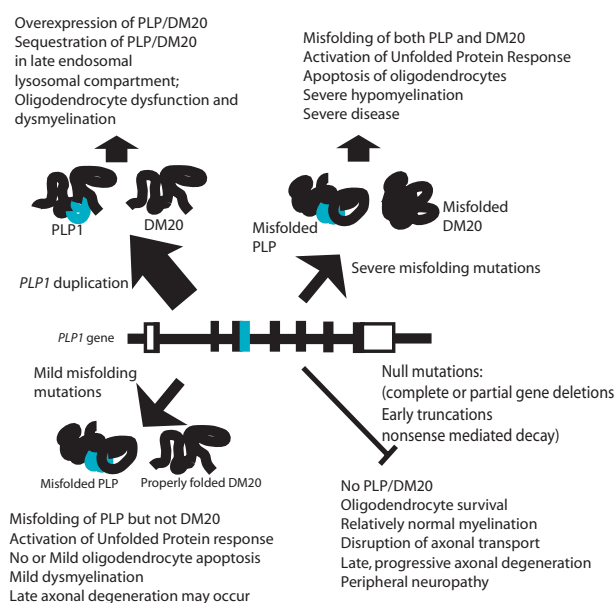 Overexpression of PLP/DM20
Sequestration of PLP/DM20
in late endosomal
lysosomal compartment;
Oligodendrocyte dysfunction and
dysmyelination
Misfolding of both PLP and DM20
Activation of Unfolded Protein Response
Apoptosis of oligodendrocytes
Severe hypomyelination
Severe disease
PLP1
DM20
Misfolded
PLP
Misfolded
DM20
PLP1 duplication
Severe misfolding mutations
PLP1 gene
Mild misfolding
mutations
Null mutations:
(complete or partial gene deletions
Early truncations
nonsense mediated decay)
Misfolded PLP
Properly folded DM20
Misfolding of PLP but not DM20
Activation of Unfolded Protein response
No or Mild oligodendrocyte apoptosis
Mild dysmyelination
Late axonal degeneration may occur
No PLP/DM20
Oligodendrocyte survival
Relatively normal myelination
Disruption of axonal transport
Late, progressive axonal degeneration
Peripheral neuropathy